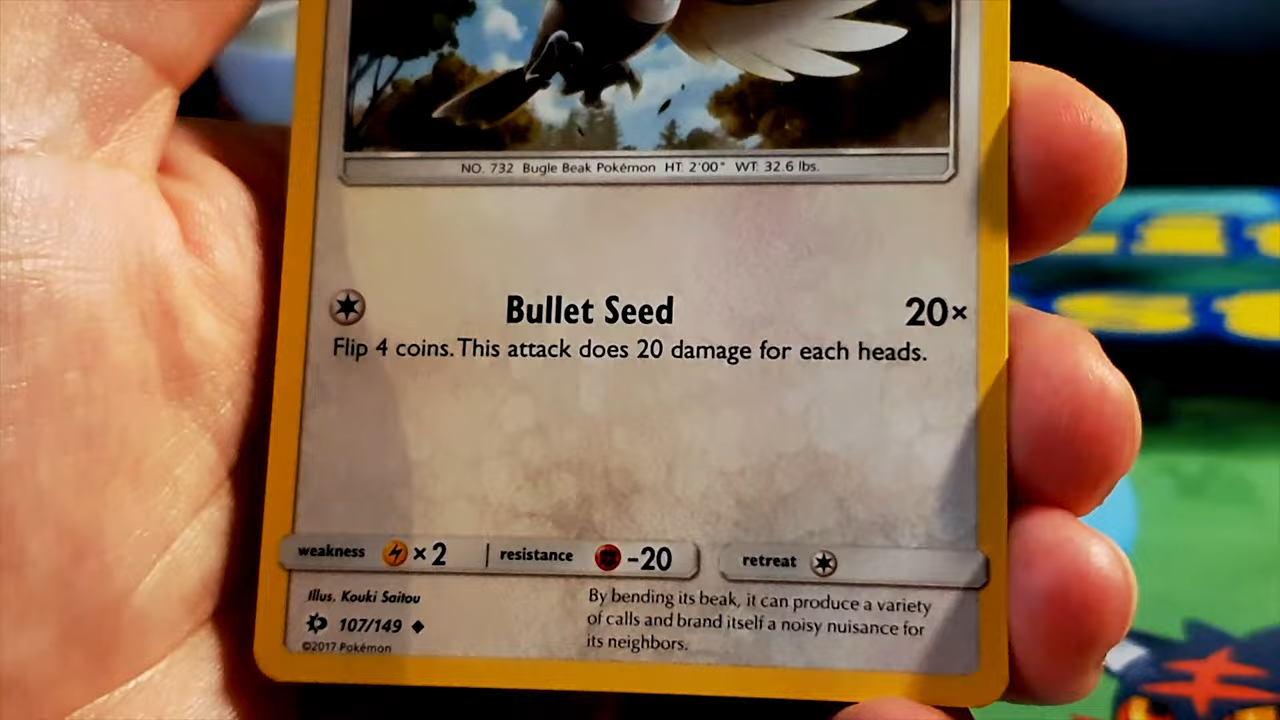 NO. 732 Bugle Beak Pokémon HT: 2'00" WT: 32.6 lbs.
Bullet Seed 20×
Flip 4 coins. This attack does 20 damage for each heads.
weakness ×2 resistance -20 retreat
Illus. Kouki Saitou
107/149
©2017 Pokémon
By bending its beak, it can produce a variety
of calls and brand itself a noisy nuisance for
its neighbors.